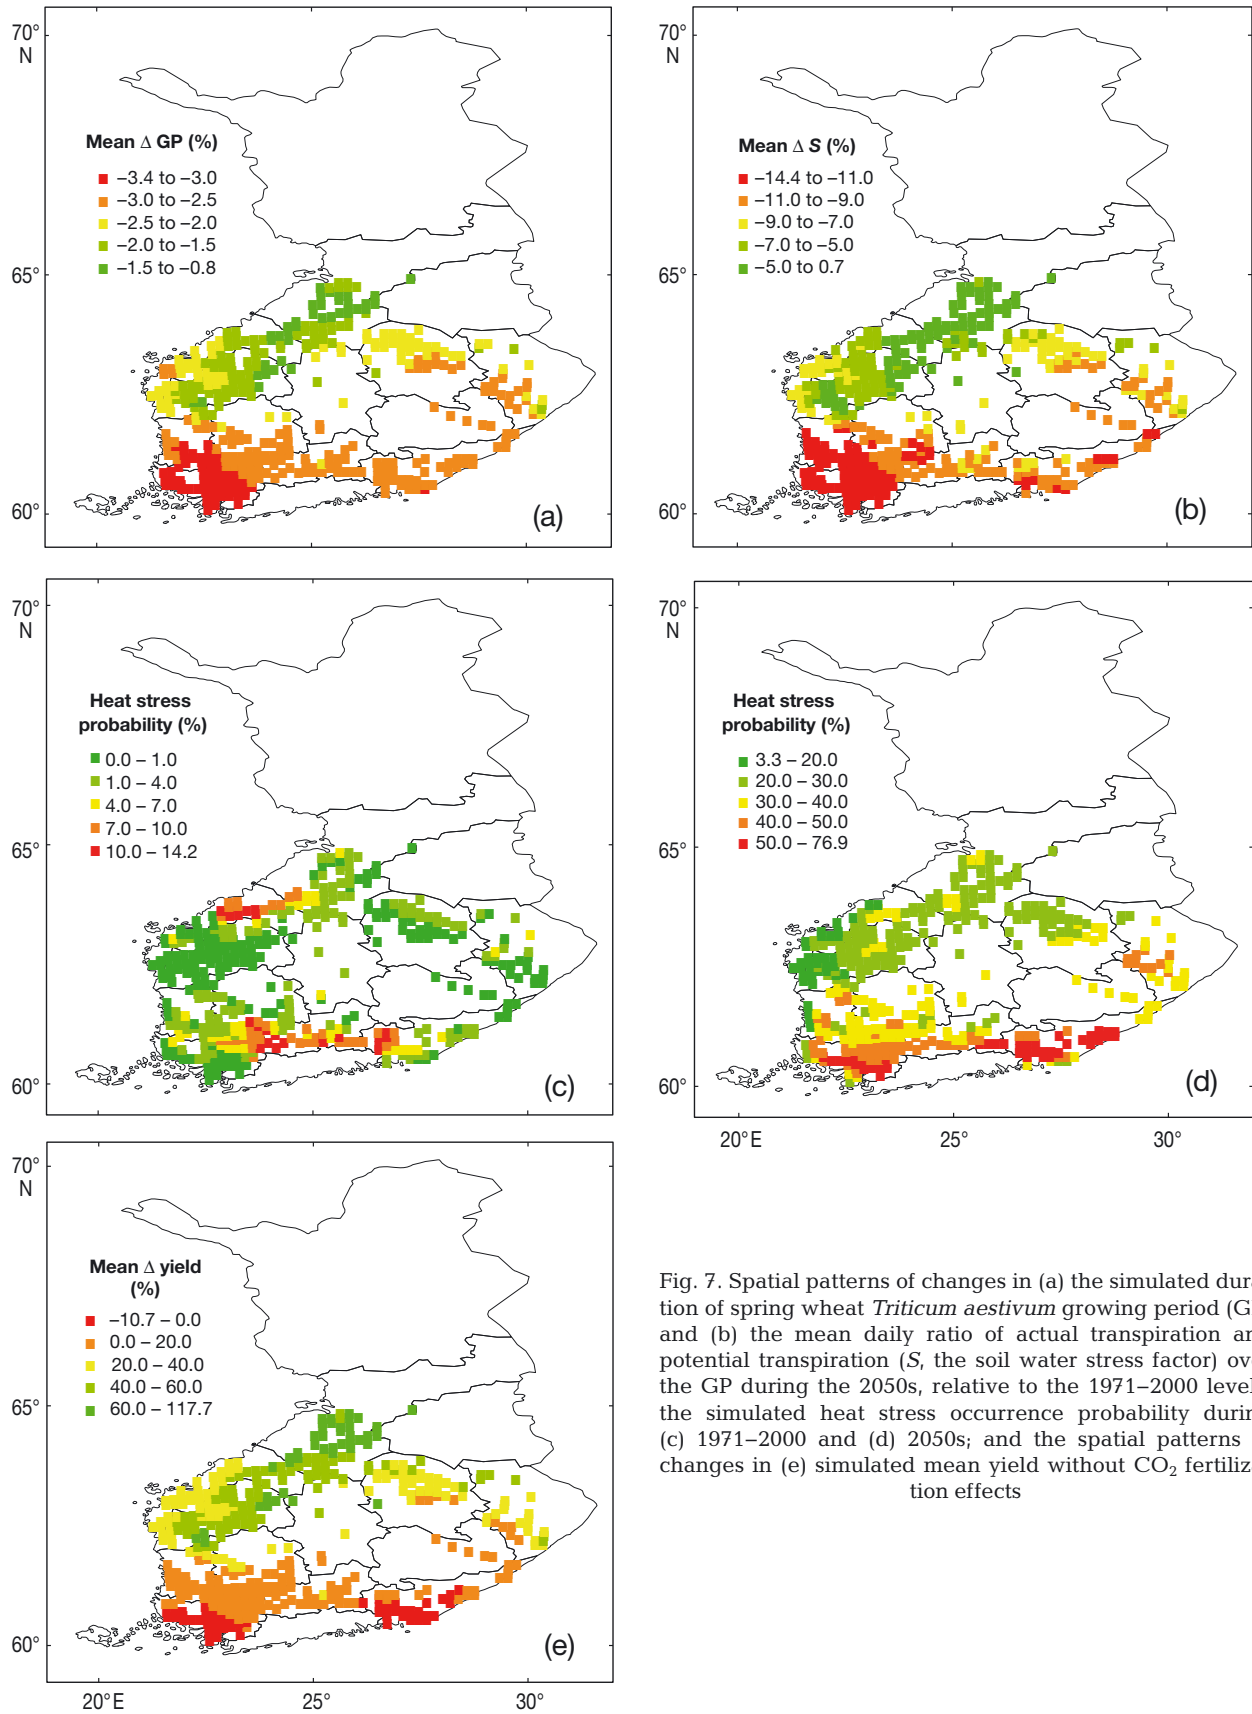 70°
N
65°
60°
Mean Δ GP (%)
–3.4 to –3.0
–3.0 to –2.5
–2.5 to –2.0
–2.0 to –1.5
–1.5 to –0.8
(a)
70°
N
65°
60°
Mean Δ S (%)
–14.4 to –11.0
–11.0 to –9.0
–9.0 to –7.0
–7.0 to –5.0
–5.0 to 0.7
(b)
70°
N
65°
60°
Heat stress
probability (%)
0.0 – 1.0
1.0 – 4.0
4.0 – 7.0
7.0 – 10.0
10.0 – 14.2
(c)
70°
N
65°
60°
Heat stress
probability (%)
3.3 – 20.0
20.0 – 30.0
30.0 – 40.0
40.0 – 50.0
50.0 – 76.9
(d)
20°E 25° 30°
70°
N
65°
60°
Mean Δ yield
(%)
–10.7 – 0.0
0.0 – 20.0
20.0 – 40.0
40.0 – 60.0
60.0 – 117.7
(e)
20°E 25° 30°
Fig. 7. Spatial patterns of changes in (a) the simulated dura
tion of spring wheat Triticum aestivum growing period (G
and (b) the mean daily ratio of actual transpiration an
potential transpiration (S, the soil water stress factor) ov
the GP during the 2050s, relative to the 1971–2000 level
the simulated heat stress occurrence probability durin
(c) 1971–2000 and (d) 2050s; and the spatial patterns
changes in (e) simulated mean yield without CO₂ fertiliz
tion effects